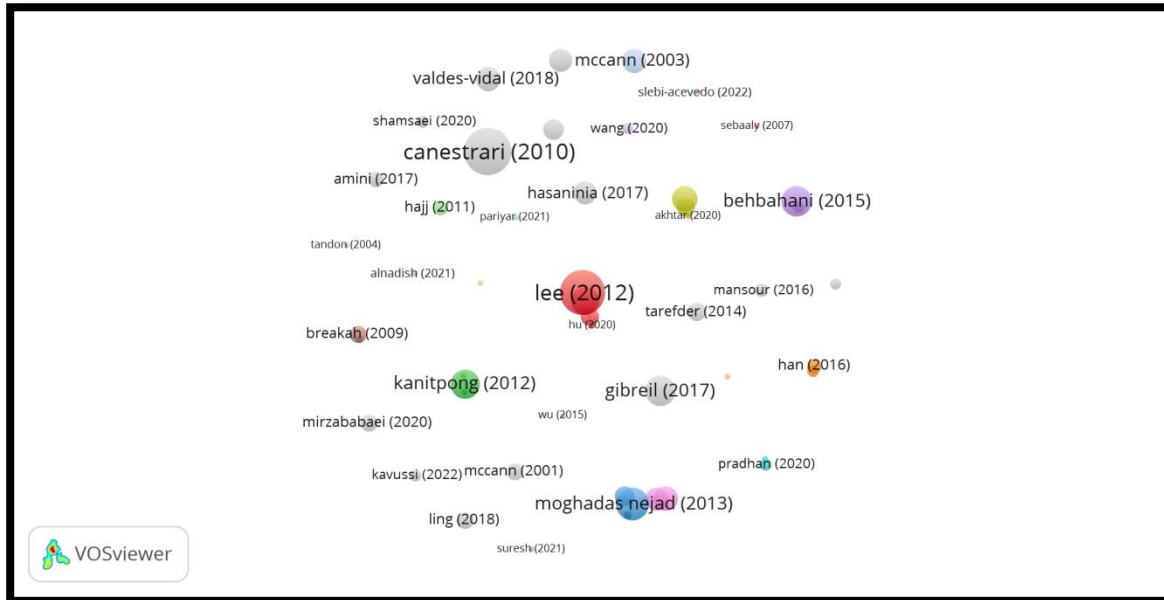 mccann (2003)
valdes-vidal (2018)
slebi-acevedo (2022)
shamsaei (2020)
wang (2020)
sebaaly (2007)
canestrari (2010)
amini (2017)
hasaninia (2017)
behbahani (2015)
hajj (2011)
pariyar (2021)
akhtar (2020)
tandon (2004)
alnadish (2021)
lee (2012)
mansour (2016)
tarefder (2014)
hu (2020)
breakah (2009)
han (2016)
kanitpong (2012)
gibreil (2017)
wu (2015)
mirzababaei (2020)
pradhan (2020)
kavussi (2022)
mccann (2001)
moghadas nejad (2013)
ling (2018)
suresh (2021)
VOSviewer